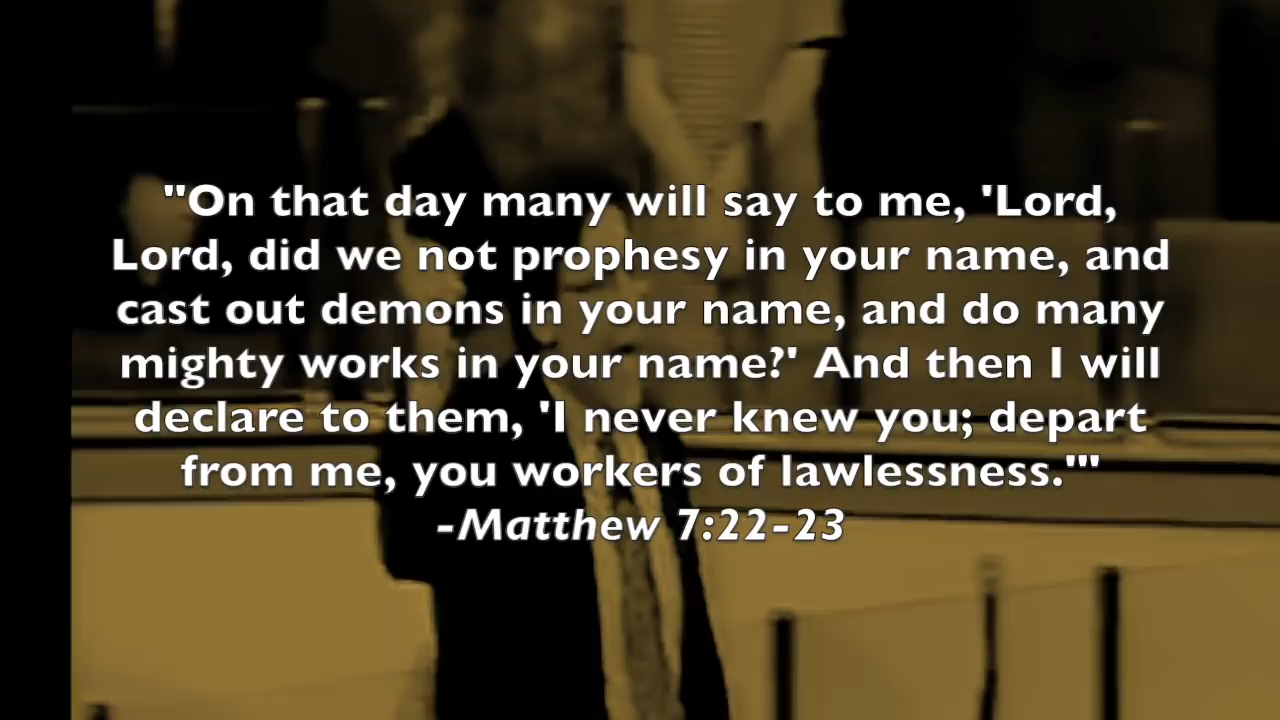 "On that day many will say to me, 'Lord,
Lord, did we not prophesy in your name, and
cast out demons in your name, and do many
mighty works in your name?' And then I will
declare to them, 'I never knew you; depart
from me, you workers of lawlessness.'"
-Matthew 7:22-23